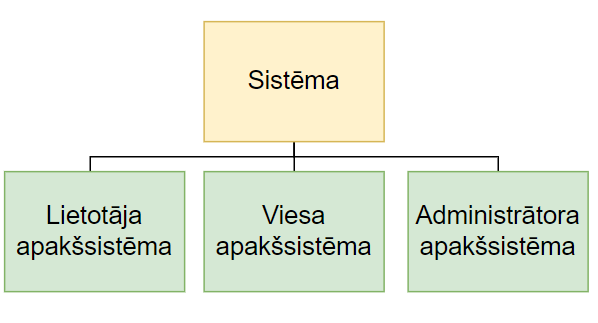 Sistēma
Lietotāja
apakšsistēma
Viesa
apakšsistēma
Administrātora
apakšsistēma